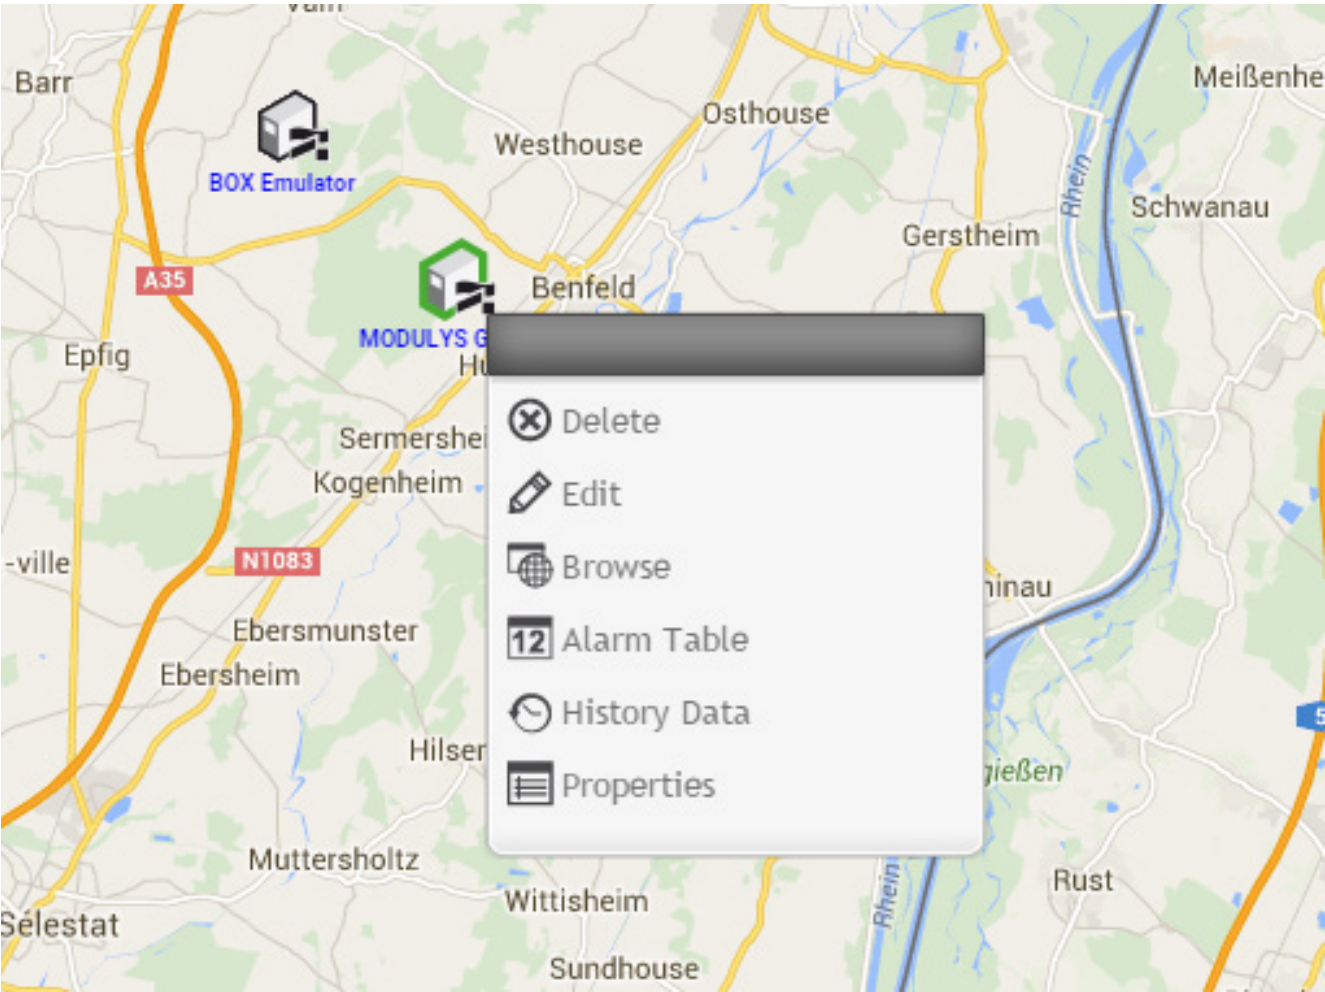 Barr
Meißenhe
Osthouse
Westhouse
BOX Emulator
Rhein
Schwanau
Gerstheim
A35
Benfeld
MODULYS G
Epfig
Hu
Delete
Sermershei
Kogenheim
Edit
-ville
N1083
Browse
Ebersmunster
12 Alarm Table
Ebersheim
History Data
5
Hilser
gießen
Properties
Muttersholtz
Rust
Wittisheim
Rhein
Sélestat
Sundhouse